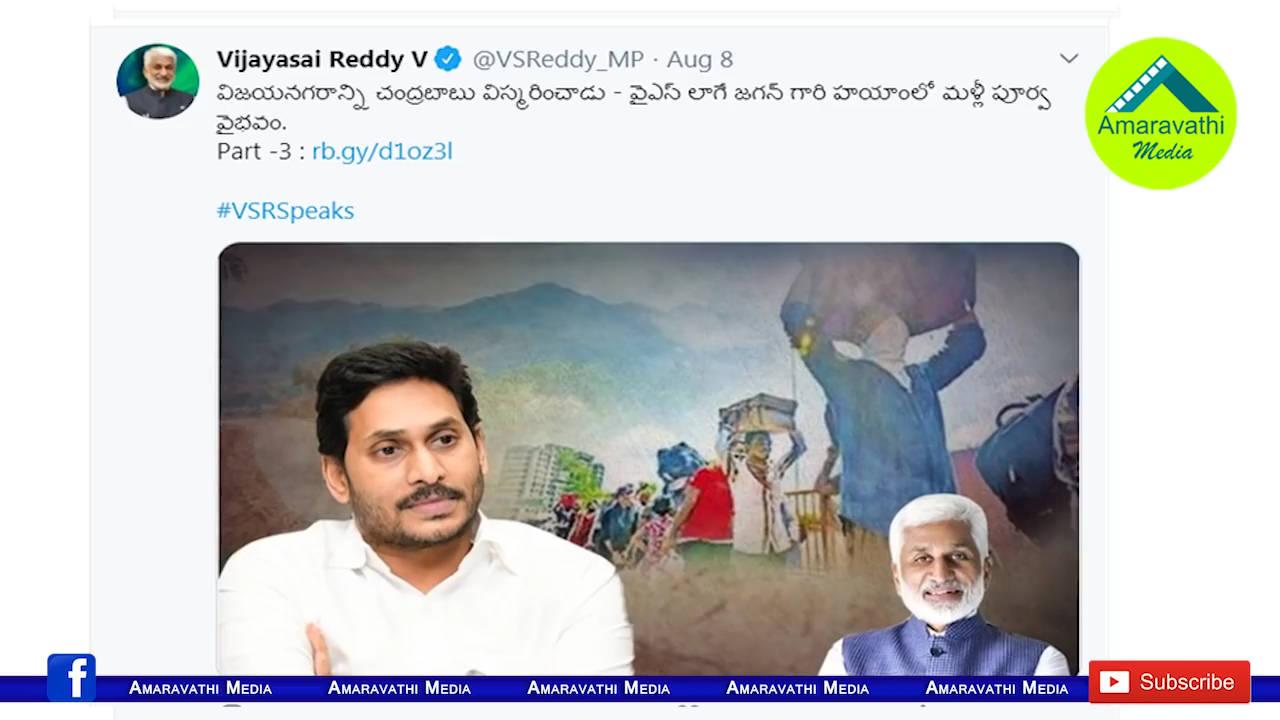 Vijayasai Reddy V @VSReddy_MP · Aug 8
విజయనగరాన్ని చంద్రబాబు విస్మరించాడు - వైఎస్ లాగే జగన్ గారి హయాంలో మళ్లీ పూర్వ
వైభవం.
Part -3 : rb.gy/d1oz3l
#VSRSpeaks
Amaravathi
Media
f Amaravathi Media Amaravathi Media Amaravathi Media Amaravathi Media Amaravathi Media Subscribe